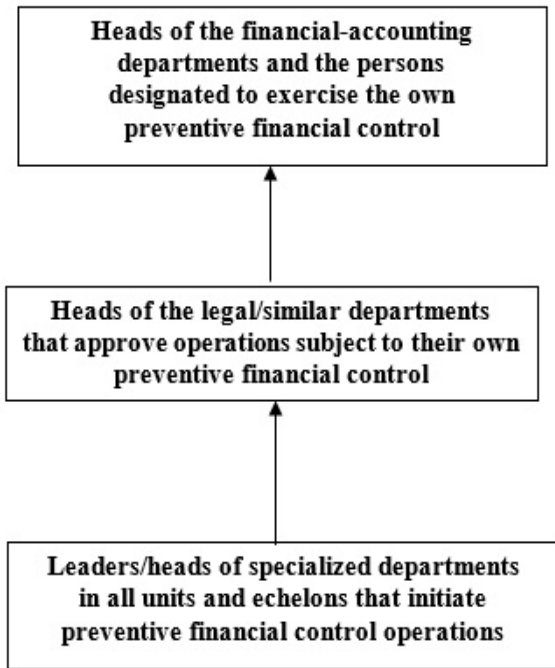 Heads of the financial-accounting
departments and the persons
designated to exercise the own
preventive financial control
Heads of the legal/similar departments
that approve operations subject to their own
preventive financial control
Leaders/heads of specialized departments
in all units and echelons that initiate
preventive financial control operations